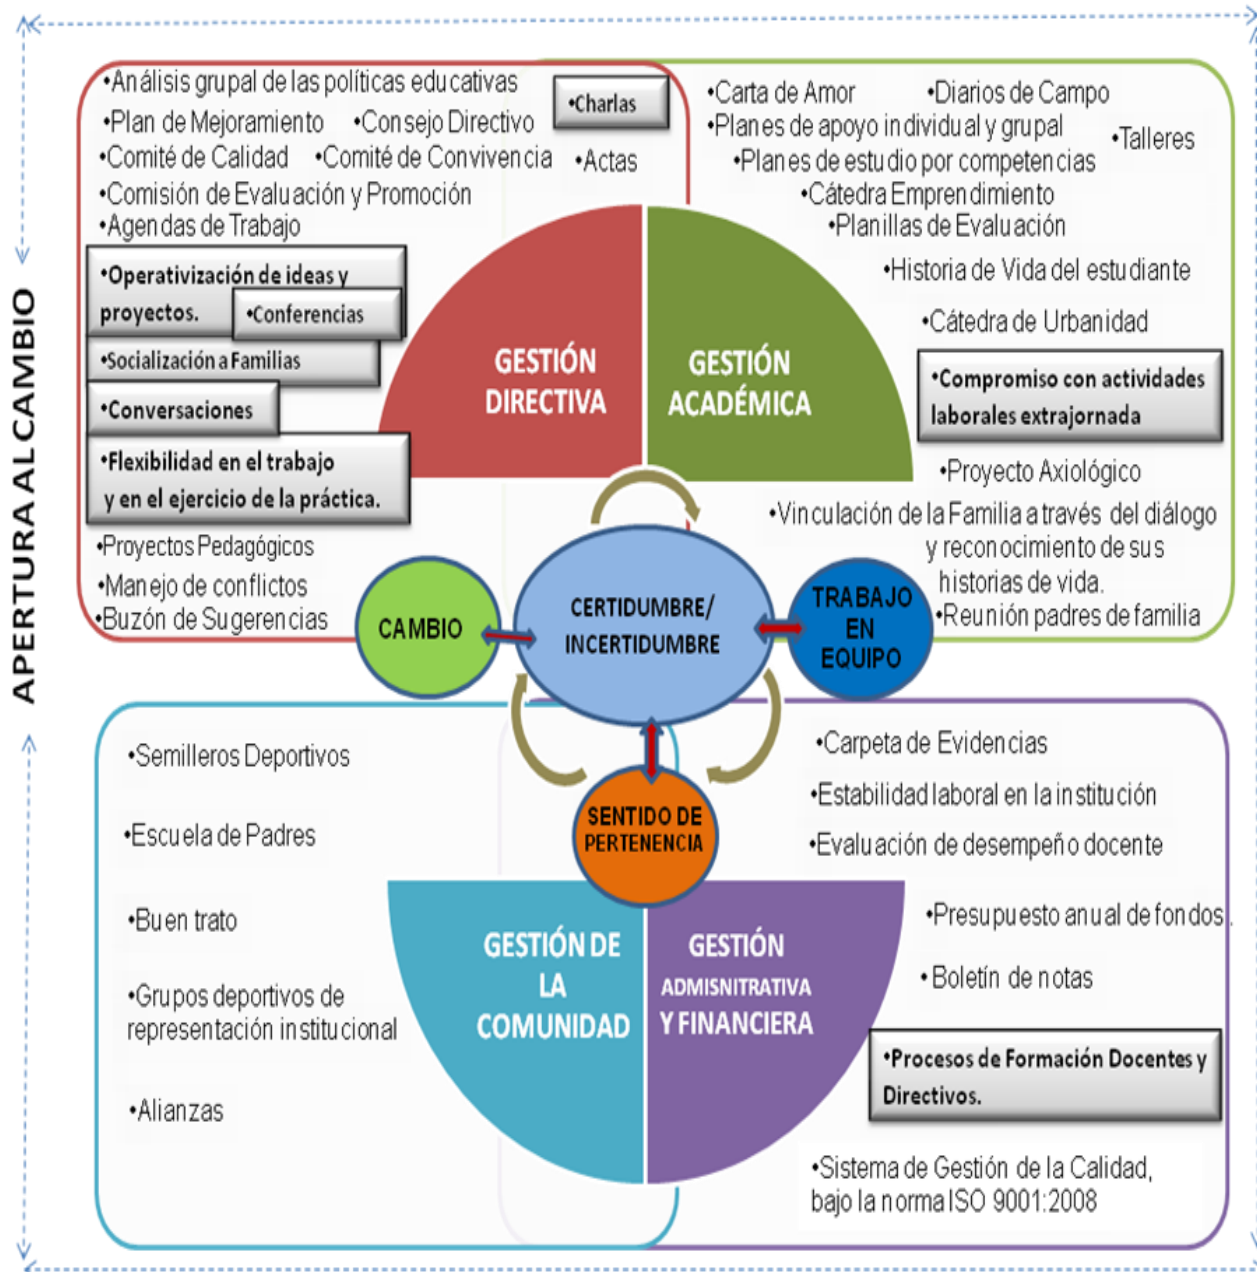 APERTURA AL CAMBIO
•Análisis grupal de las políticas educativas
•Charlas
•Plan de Mejoramiento •Consejo Directivo
•Comité de Calidad •Comité de Convivencia •Actas
•Comisión de Evaluación y Promoción
•Agendas de Trabajo
•Operativización de ideas y
proyectos.
•Conferencias
•Socialización a Familias
•Conversaciones
•Flexibilidad en el trabajo
y en el ejercicio de la práctica.
•Proyectos Pedagógicos
•Manejo de conflictos
•Buzón de Sugerencias
GESTIÓN
DIRECTIVA
•Carta de Amor •Diarios de Campo
•Planes de apoyo individual y grupal
•Talleres
•Planes de estudio por competencias
•Cátedra Emprendimiento
•Planillas de Evaluación
•Historia de Vida del estudiante
•Cátedra de Urbanidad
•Compromiso con actividades
laborales extrajornada
•Proyecto Axiológico
•Vinculación de la Familia a través del diálogo
y reconocimiento de sus
historias de vida.
•Reunión padres de familia
GESTIÓN
ACADÉMICA
CAMBIO
CERTIDUMBRE/
INCERTIDUMBRE
TRABAJO
EN
EQUIPO
SENTIDO DE
PERTENENCIA
•Semilleros Deportivos
•Escuela de Padres
•Buen trato
•Grupos deportivos de
representación institucional
•Alianzas
GESTIÓN DE
LA
COMUNIDAD
•Carpeta de Evidencias
•Estabilidad laboral en la institución
•Evaluación de desempeño docente
•Presupuesto anual de fondos.
•Boletín de notas
•Procesos de Formación Docentes y
Directivos.
•Sistema de Gestión de la Calidad,
bajo la norma ISO 9001:2008
GESTIÓN
ADMISNITRATIVA
Y FINANCIERA